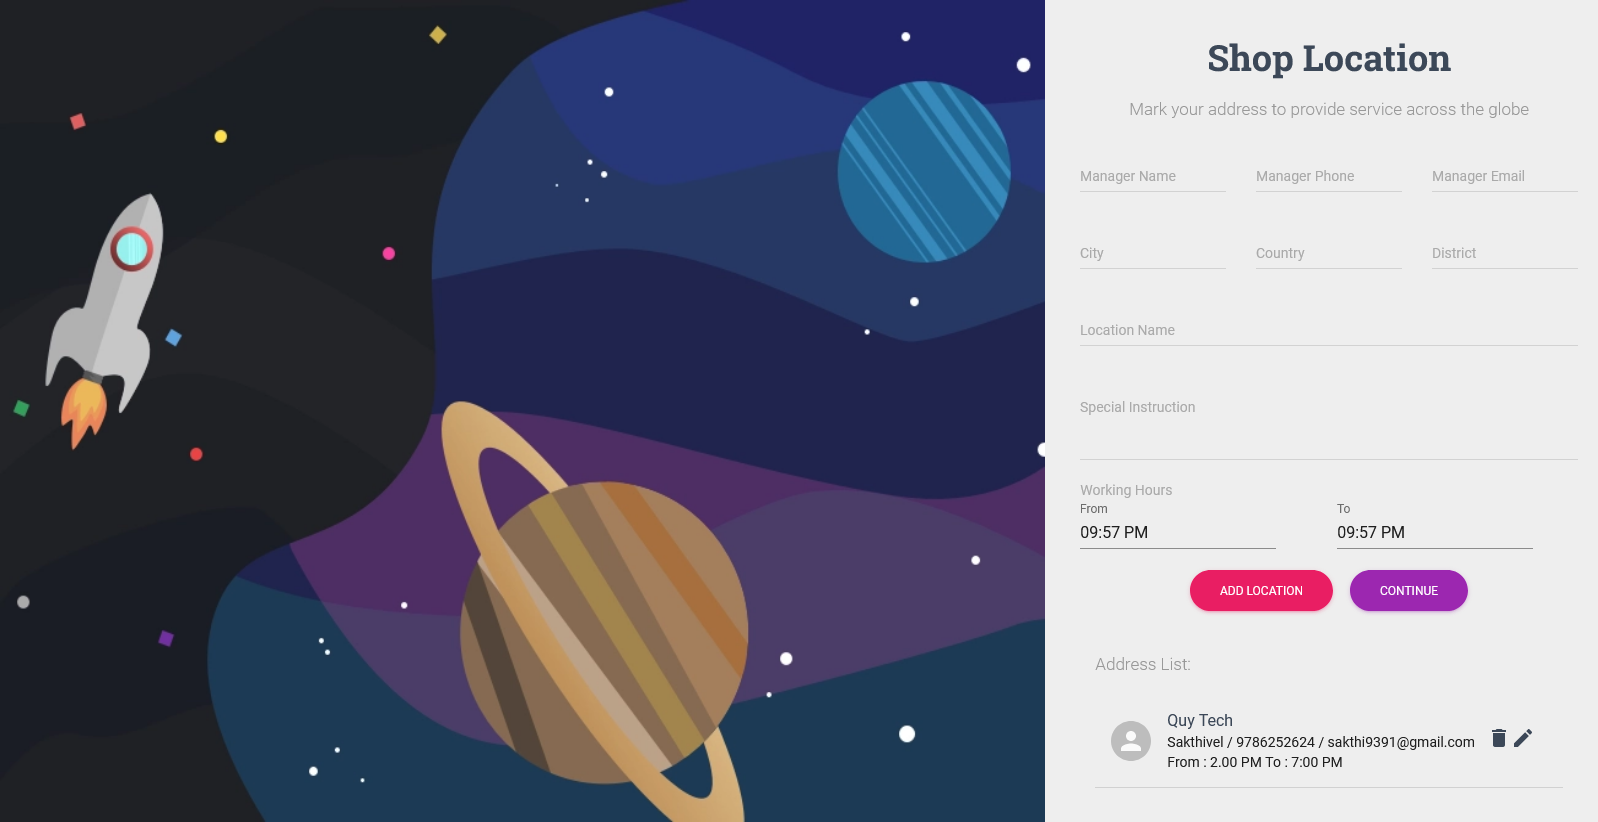 Shop Location
Mark your address to provide service across the globe
Manager Name Manager Phone Manager Email
City Country District
Location Name
Special Instruction
Working Hours
From To
09:57 PM 09:57 PM
ADD LOCATION CONTINUE
Address List:
Quy Tech
Sakthivel / 9786252624 / sakthi9391@gmail.com
From : 2.00 PM To : 7:00 PM